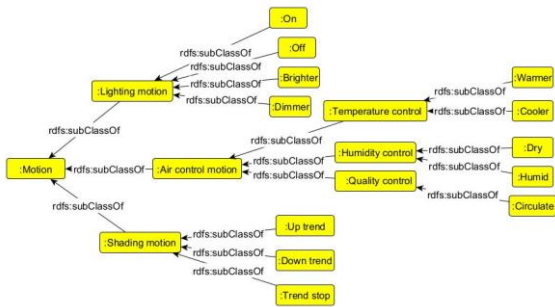 :On
rdfs:subClassOf
:Off
rdfs:subClassOf
:Lighting motion
rdfs:subClassOf
:Brighter
rdfs:subClassOf
:Dimmer
:Warmer
rdfs:subClassOf
:Temperature control
rdfs:subClassOf
:Cooler
rdfs:subClassOf
rdfs:subClassOf
:Motion
rdfs:subClassOf
:Air control motion
rdfs:subClassOf
:Humidity control
rdfs:subClassOf
:Dry
rdfs:subClassOf
:Humid
rdfs:subClassOf
:Quality control
rdfs:subClassOf
:Circulate
rdfs:subClassOf
:Shading motion
rdfs:subClassOf
:Up trend
rdfs:subClassOf
:Down trend
rdfs:subClassOf
:Trend stop